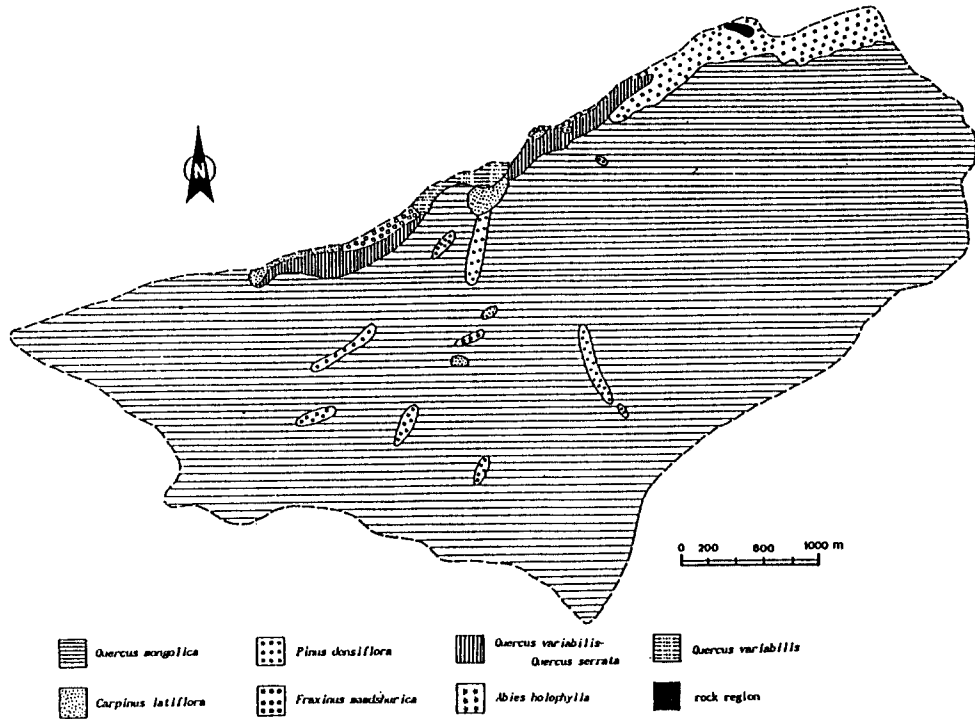 N
0 200 600 1000 m
Quercus mongolica
Pinus densiflora
Quercus variabilis-
Quercus serrata
Quercus variabilis
Carpinus latiflora
Fraxinus mandshurica
Abies holophylla
rock region